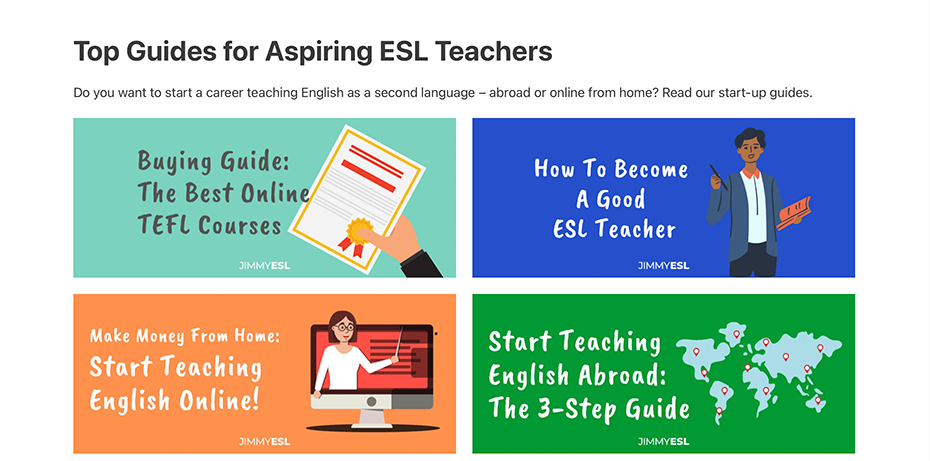 Top Guides for Aspiring ESL Teachers
Do you want to start a career teaching English as a second language – abroad or online from home? Read our start-up guides.
Buying Guide:
The Best Online
TEFL Courses
JIMMYESL
How To Become
A Good
ESL Teacher
JIMMYESL
Make Money From Home:
Start Teaching
English Online!
JIMMYESL
Start Teaching
English Abroad:
The 3-Step Guide
JIMMYESL